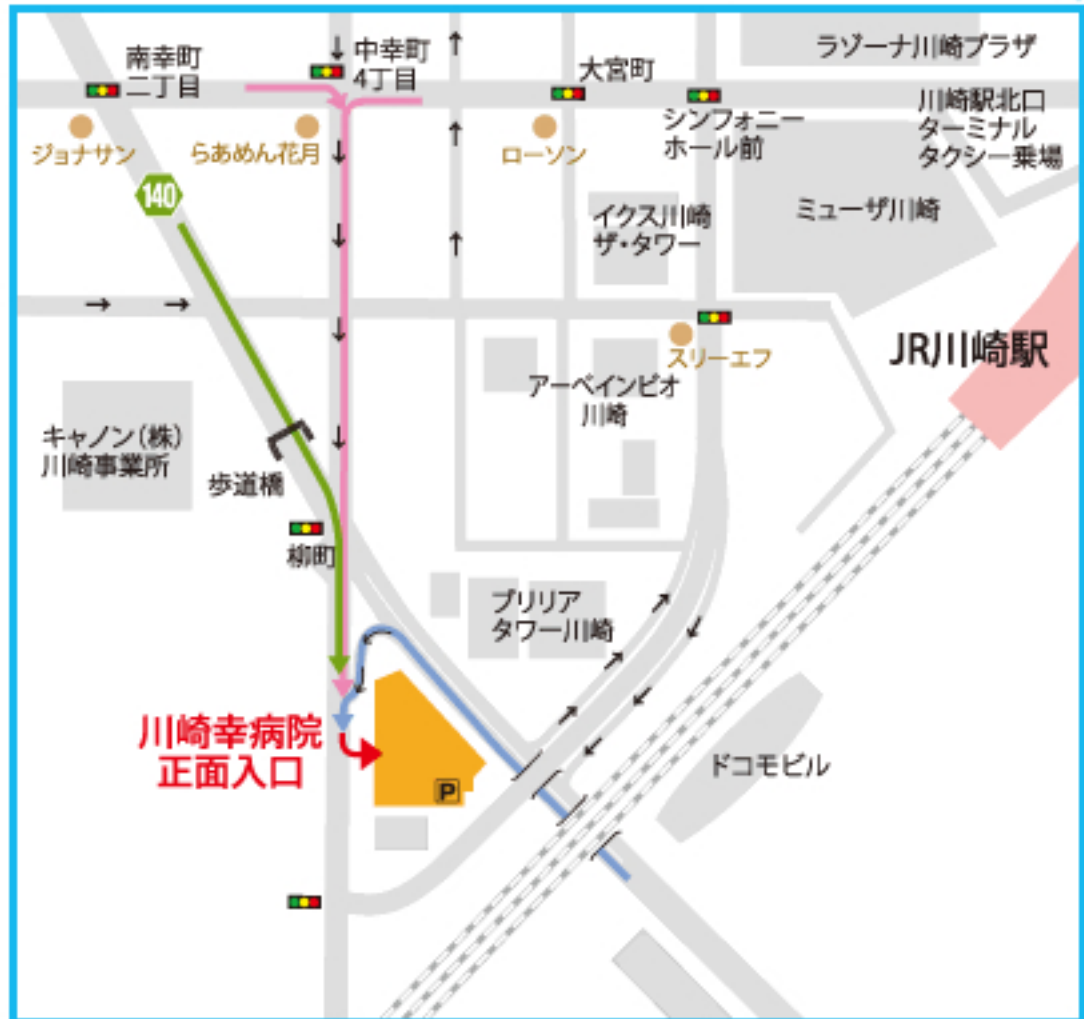 ラゾーナ川崎プラザ
南幸町
二丁目
中幸町
4丁目
大宮町
シンフォニー
ホール前
川崎駅北口
ターミナル
タクシー乗場
ジョナサン
らあめん花月
ローソン
140
イクス川崎
ザ・タワー
ミューザ川崎
スリーエフ
JR川崎駅
アーベインビオ
川崎
キャノン(株)
川崎事業所
歩道橋
柳町
ブリリア
タワー川崎
川崎幸病院
正面入口
P
ドコモビル